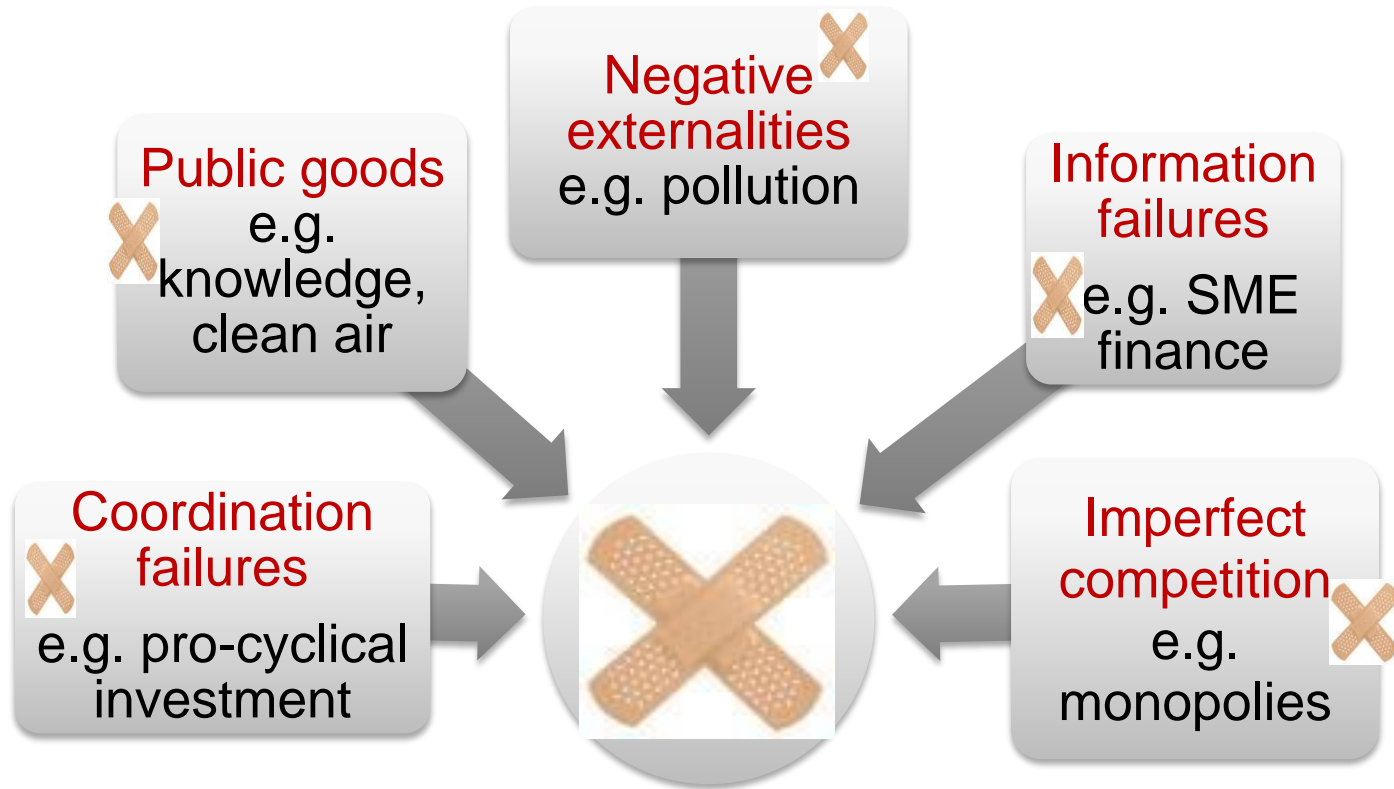 Negative
externalities
e.g. pollution
Public goods
e.g.
knowledge,
clean air
Information
failures
e.g. SME
finance
Coordination
failures
e.g. pro-cyclical
investment
Imperfect
competition
e.g.
monopolies